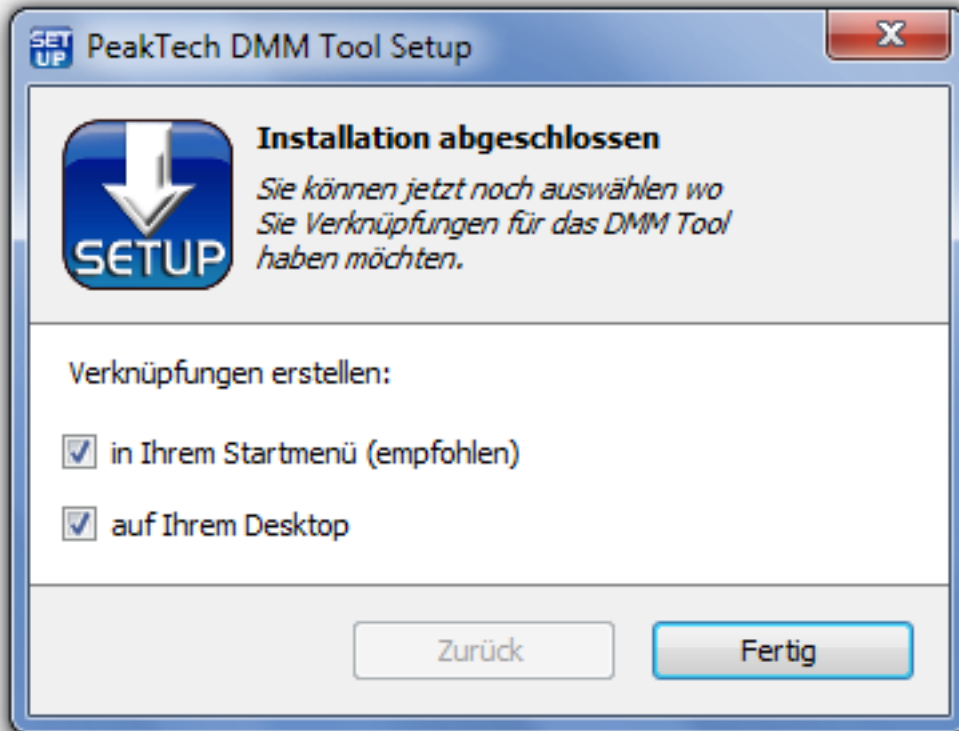 SET
UP
PeakTech DMM Tool Setup
x
SETUP
Installation abgeschlossen
Sie können jetzt noch auswählen wo
Sie Verknüpfungen für das DMM Tool
haben möchten.
Verknüpfungen erstellen:
in Ihrem Startmenü (empfohlen)
auf Ihrem Desktop
Zurück
Fertig